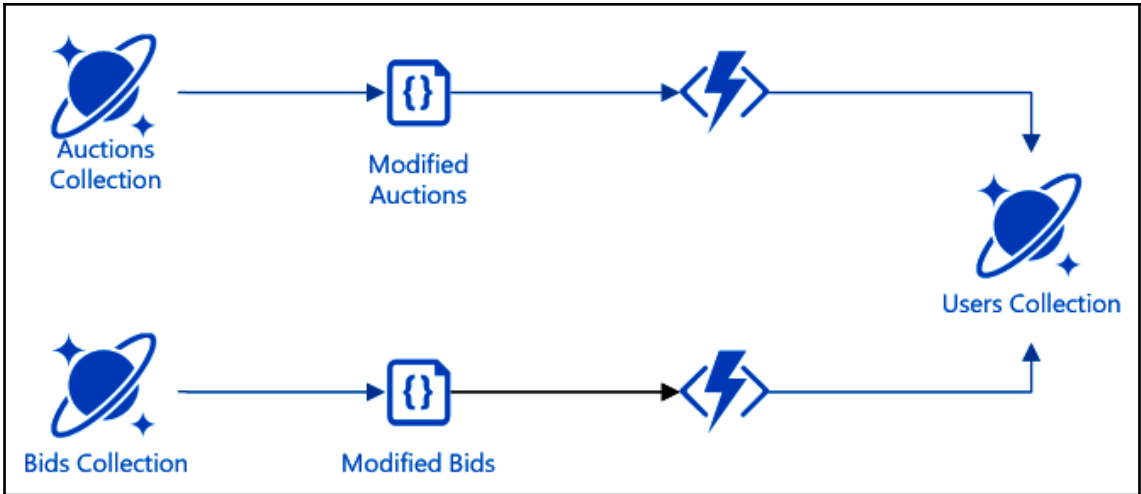 Auctions
Collection
Modified
Auctions
Users Collection
Bids Collection
Modified Bids